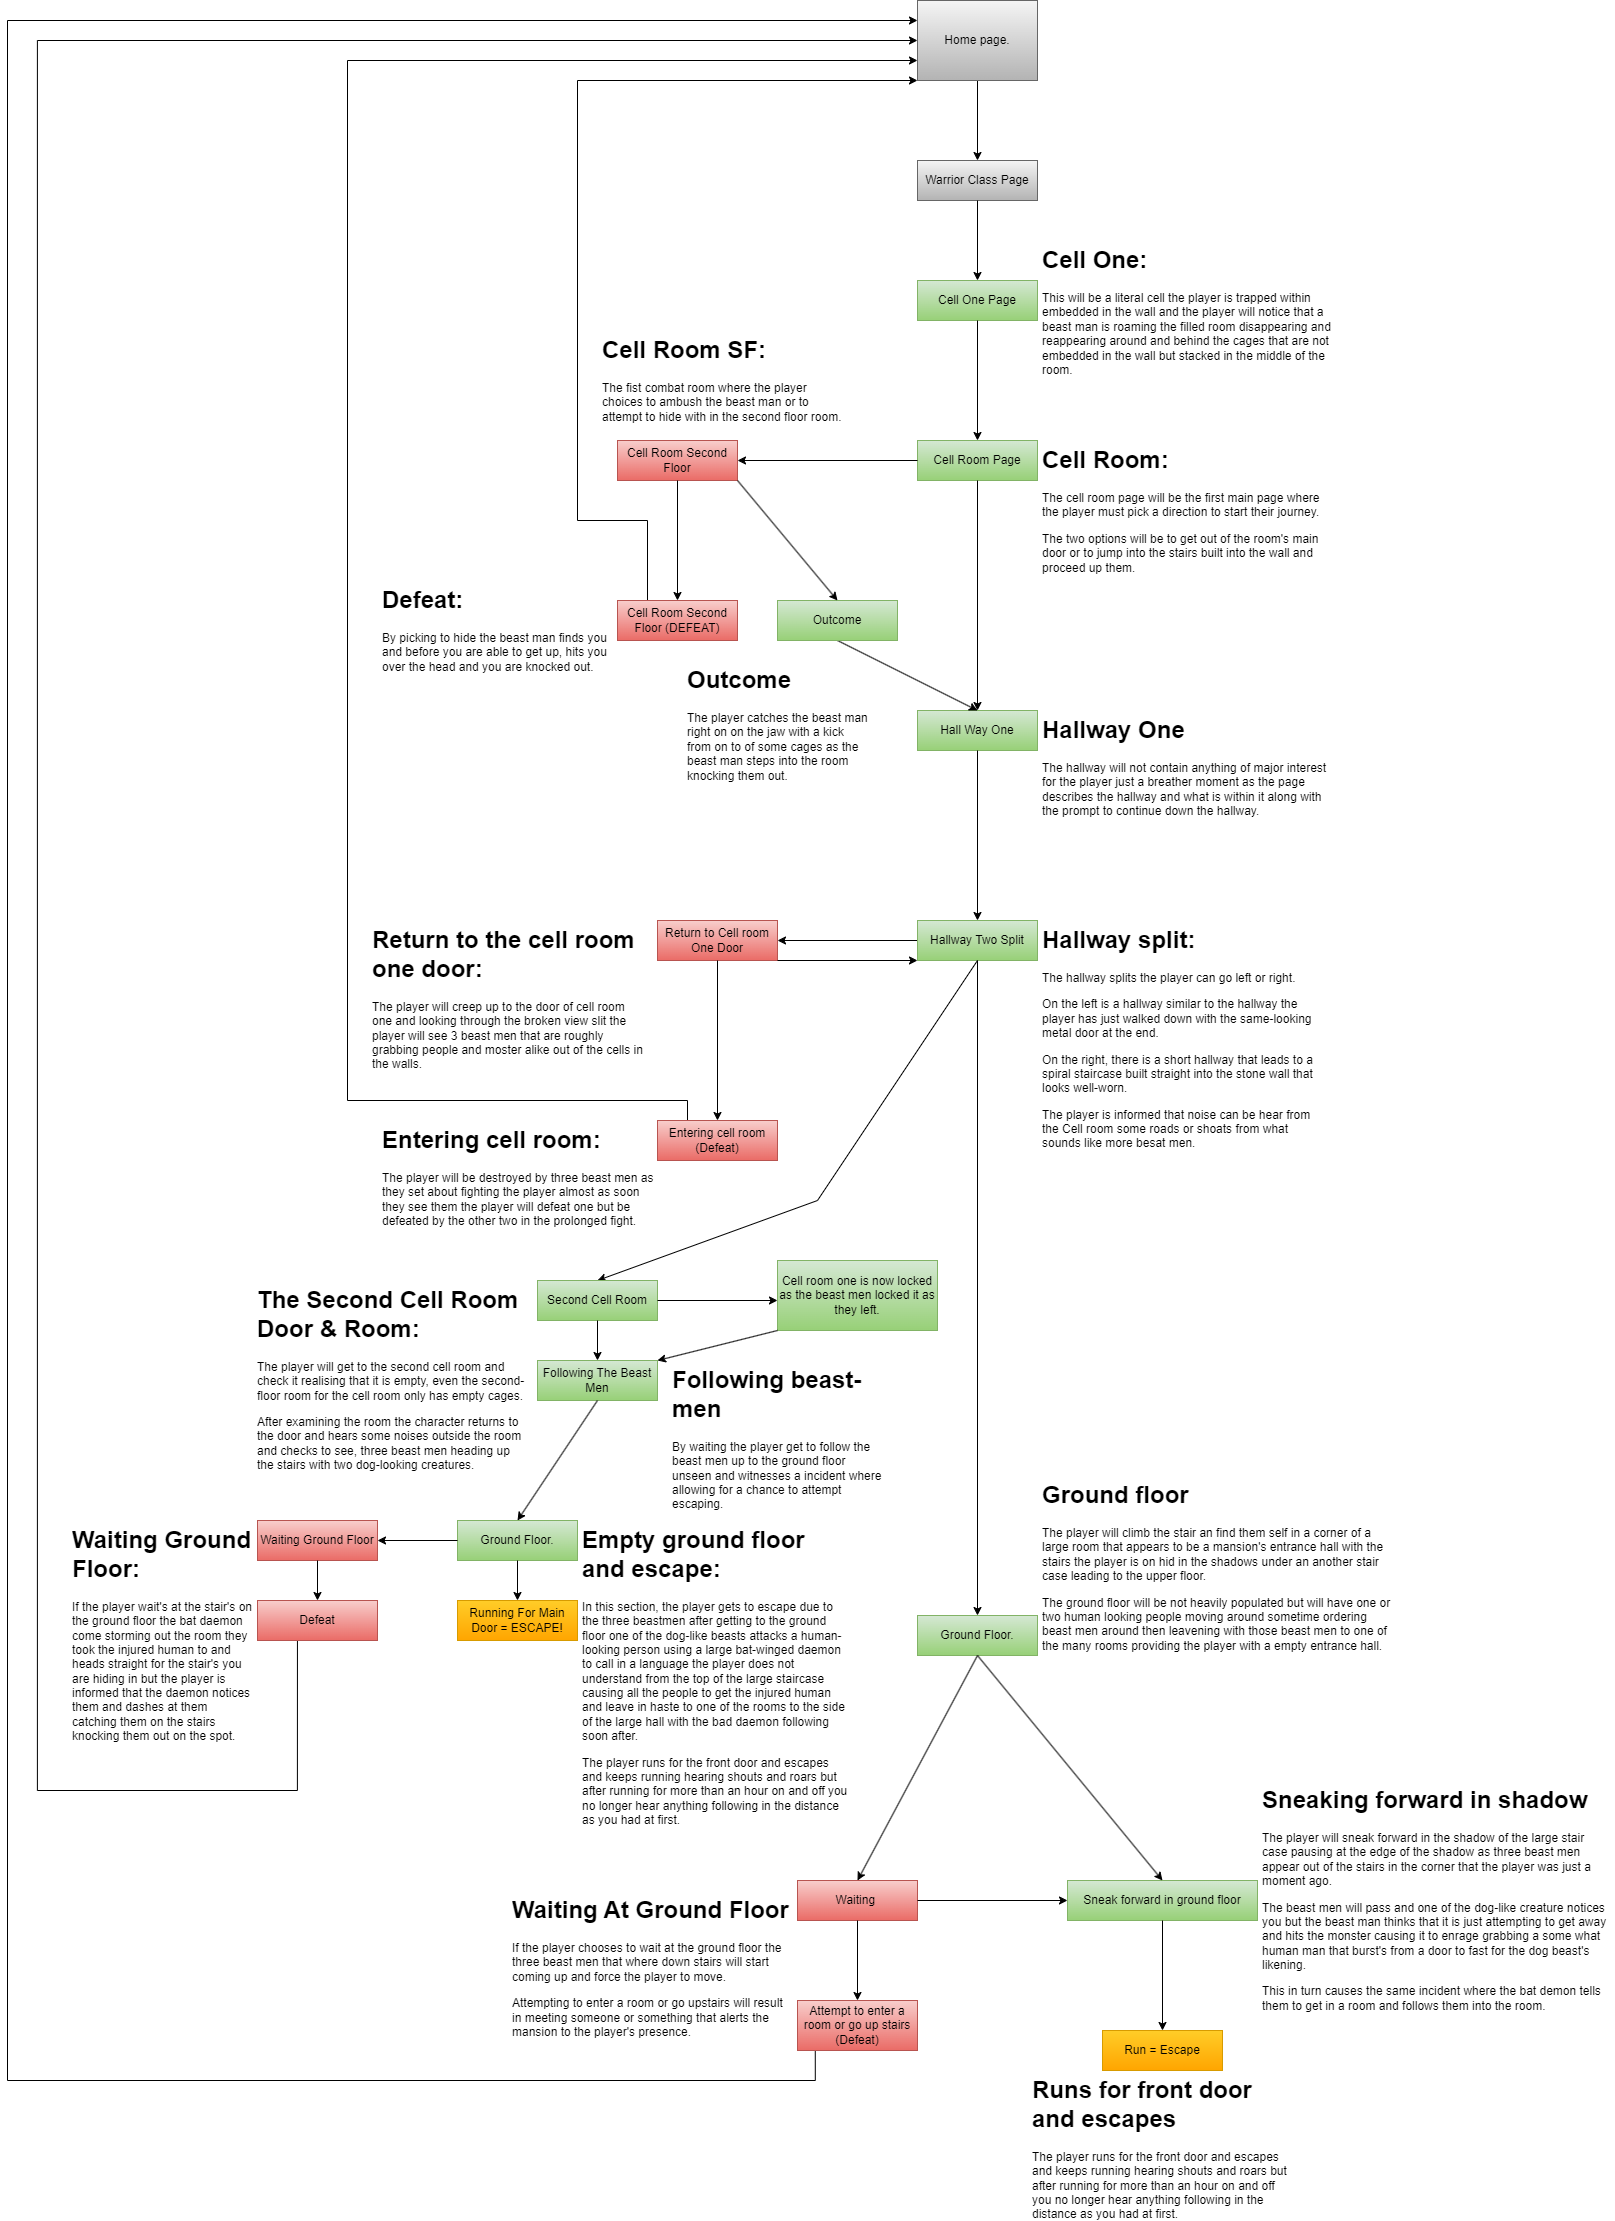 Home page.
Warrior Class Page
Cell One Page
Cell One:
This will be a literal cell the player is trapped within
embedded in the wall and the player will notice that a
beast man is roaming the filled room disappearing and
reappearing around and behind the cages that are not
embedded in the wall but stacked in the middle of the
room.
Cell Room SF:
The fist combat room where the player
choices to ambush the beast man or to
attempt to hide with in the second floor room.
Cell Room Second
Floor
Cell Room Page
Cell Room:
The cell room page will be the first main page where
the player must pick a direction to start their journey.
The two options will be to get out of the room's main
door or to jump into the stairs built into the wall and
proceed up them.
Defeat:
By picking to hide the beast man finds you
and before you are able to get up, hits you
over the head and you are knocked out.
Cell Room Second
Floor (DEFEAT)
Outcome
Outcome
The player catches the beast man
right on on the jaw with a kick
from on to of some cages as the
beast man steps into the room
knocking them out.
Hall Way One
Hallway One
The hallway will not contain anything of major interest
for the player just a breather moment as the page
describes the hallway and what is within it along with
the prompt to continue down the hallway.
Return to the cell room
one door:
The player will creep up to the door of cell room
one and looking through the broken view slit the
player will see 3 beast men that are roughly
grabbing people and moster alike out of the cells in
the walls.
Return to Cell room
One Door
Hallway Two Split
Hallway split:
The hallway splits the player can go left or right.
On the left is a hallway similar to the hallway the
player has just walked down with the same-looking
metal door at the end.
On the right, there is a short hallway that leads to a
spiral staircase built straight into the stone wall that
looks well-worn.
The player is informed that noise can be hear from
the Cell room some roads or shoats from what
sounds like more besat men.
Entering cell room:
The player will be destroyed by three beast men as
they set about fighting the player almost as soon
they see them the player will defeat one but be
defeated by the other two in the prolonged fight.
Entering cell room
(Defeat)
The Second Cell Room
Door & Room:
The player will get to the second cell room and
check it realising that it is empty, even the second-
floor room for the cell room only has empty cages.
After examining the room the character returns to
the door and hears some noises outside the room
and checks to see, three beast men heading up
the stairs with two dog-looking creatures.
Second Cell Room
Cell room one is now locked
as the beast men locked it as
they left.
Following The Beast
Men
Following beast-
men
By waiting the player get to follow the
beast men up to the ground floor
unseen and witnesses a incident where
allowing for a chance to attempt
escaping.
Waiting Ground
Floor:
If the player wait's at the stair's on
the ground floor the bat daemon
come storming out the room they
took the injured human to and
heads straight for the stair's you
are hiding in but the player is
informed that the daemon notices
them and dashes at them
catching them on the stairs
knocking them out on the spot.
Waiting Ground Floor
Defeat
Ground Floor.
Running For Main
Door = ESCAPE!
Empty ground floor
and escape:
In this section, the player gets to escape due to
the three beastmen after getting to the ground
floor one of the dog-like beasts attacks a human-
looking person using a large bat-winged daemon
to call in a language the player does not
understand from the top of the large staircase
causing all the people to get the injured human
and leave in haste to one of the rooms to the side
of the large hall with the bad daemon following
soon after.
The player runs for the front door and escapes
and keeps running hearing shouts and roars but
after running for more than an hour on and off you
no longer hear anything following in the distance
as you had at first.
Ground floor
The player will climb the stair an find them self in a corner of a
large room that appears to be a mansion's entrance hall with the
stairs the player is on hid in the shadows under an another stair
case leading to the upper floor.
The ground floor will be not heavily populated but will have one or
two human looking people moving around sometime ordering
beast men around then leavening with those beast men to one of
the many rooms providing the player with a empty entrance hall.
Ground Floor.
Waiting At Ground Floor
If the player chooses to wait at the ground floor the
three beast men that where down stairs will start
coming up and force the player to move.
Attempting to enter a room or go upstairs will result
in meeting someone or something that alerts the
mansion to the player's presence.
Waiting
Attempt to enter a
room or go up stairs
(Defeat)
Sneak forward in ground floor
Sneaking forward in shadow
The player will sneak forward in the shadow of the large stair
case pausing at the edge of the shadow as three beast men
appear out of the stairs in the corner that the player was just a
moment ago.
The beast men will pass and one of the dog-like creature notices
you but the beast man thinks that it is just attempting to get away
and hits the monster causing it to enrage grabbing a some what
human man that burst's from a door to fast for the dog beast's
likening.
This in turn causes the same incident where the bat demon tells
them to get in a room and follows them into the room.
Run = Escape
Runs for front door
and escapes
The player runs for the front door and escapes
and keeps running hearing shouts and roars but
after running for more than an hour on and off
you no longer hear anything following in the
distance as you had at first.